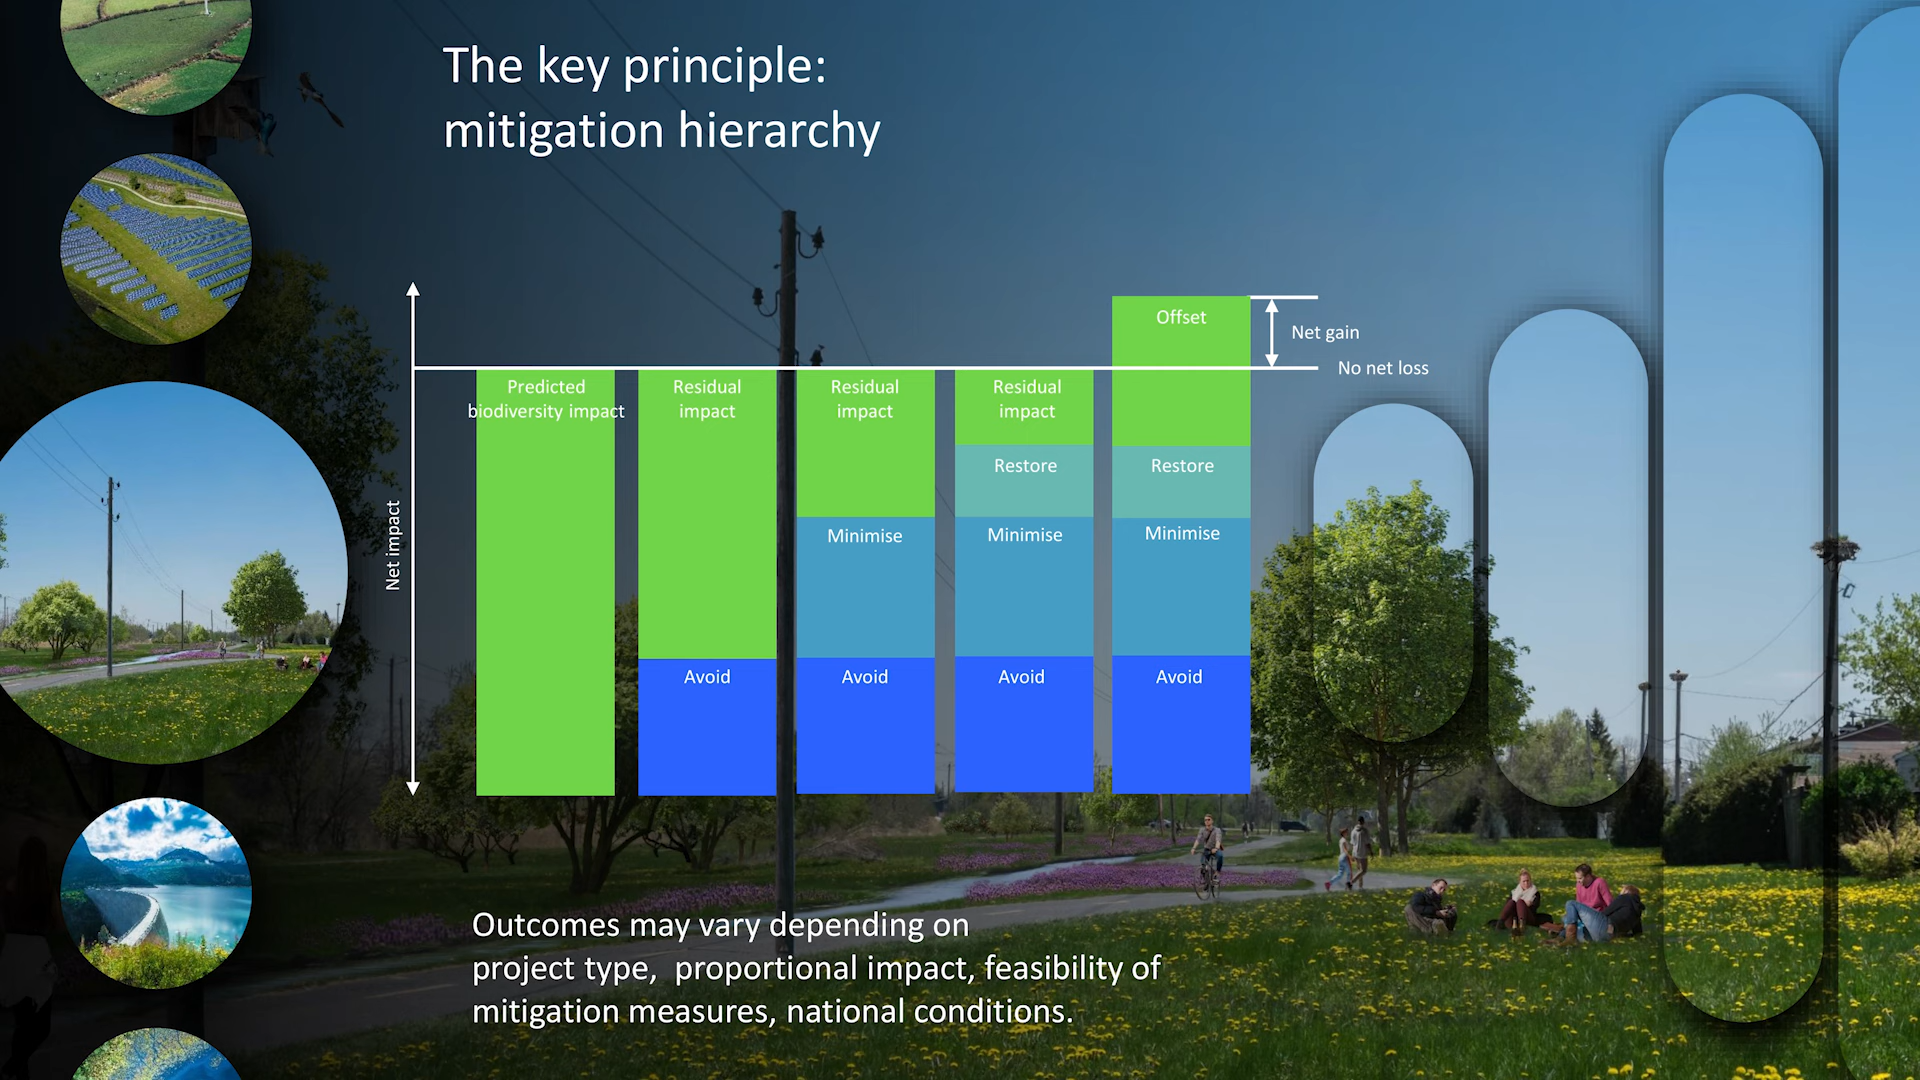 The key principle:
mitigation hierarchy
Offset
Net gain
No net loss
Predicted
biodiversity impact
Residual
impact
Residual
impact
Residual
impact
Restore
Restore
Minimise
Minimise
Minimise
Avoid
Avoid
Avoid
Avoid
Net impact
Outcomes may vary depending on
project type,  proportional impact, feasibility of
mitigation measures, national conditions.